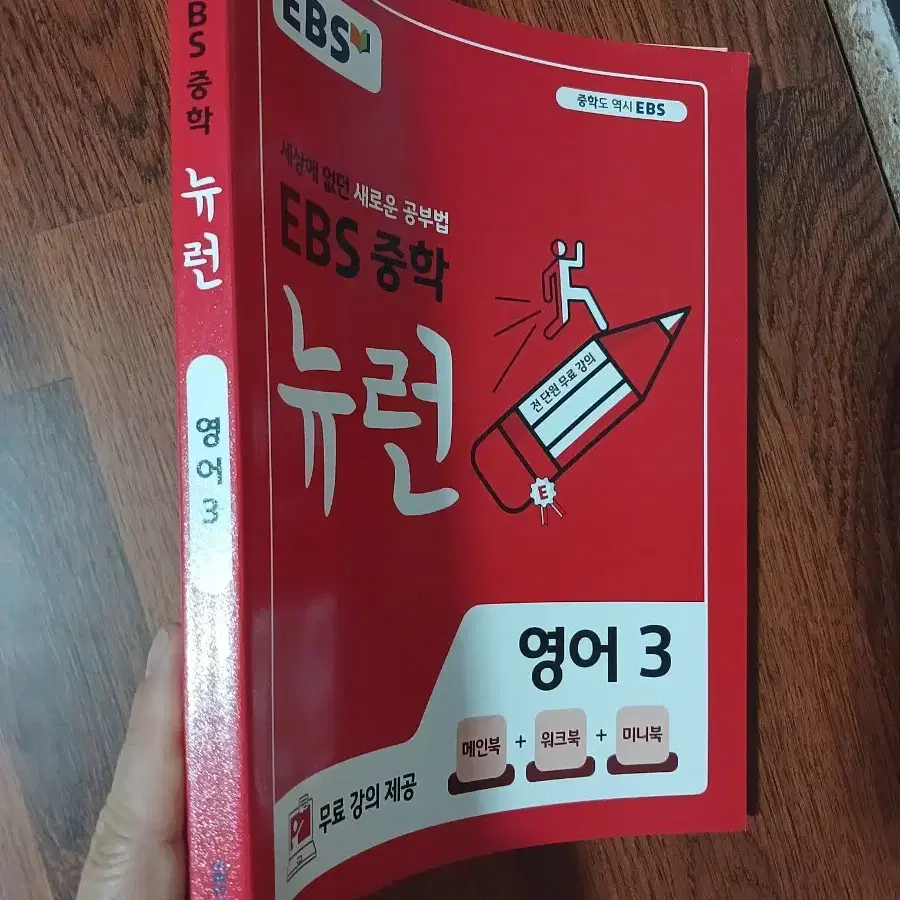 BS 중학
뉴런
영어 3
EBS
중학도 역시 EBS
세상에 없던 새로운 공부법
EBS 중학
뉴런
전 단원 무료 강의
E
영어 3
메인북 + 워크북 + 미니북
무료 강의 제공